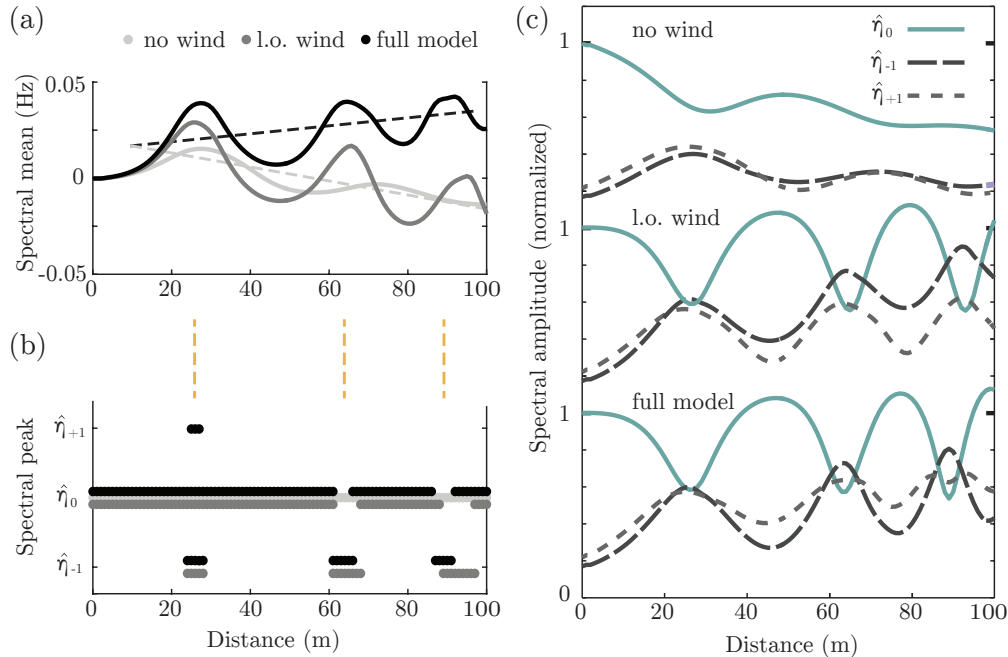 (a)
no wind l.o. wind full model
Spectral mean (Hz)
0.05
0
-0.05
0 20 40 60 80 100
(b)
Spectral peak
η̂+1
η̂0
η̂-1
0 20 40 60 80 100
Distance (m)
(c)
Spectral amplitude (normalized)
1
no wind
η̂0
η̂-1
η̂+1
1
l.o. wind
1
full model
0
0 20 40 60 80 100
Distance (m)